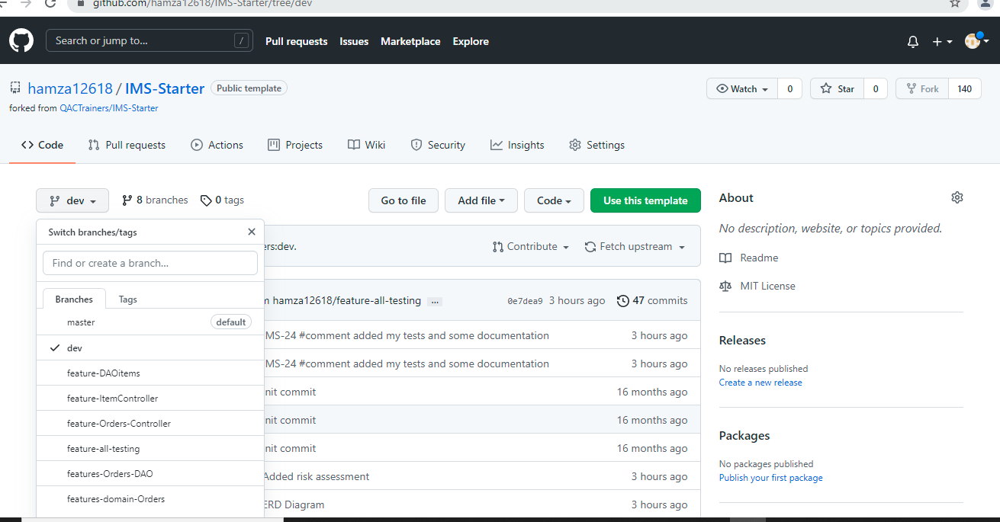 github.com/hamza12618/IMS-Starter/tree/dev
Search or jump to... /
Pull requests Issues Marketplace Explore
hamza12618 / IMS-Starter Public template
Watch 0 Star 0 Fork 140
forked from QACTrainers/IMS-Starter
Code Pull requests Actions Projects Wiki Security Insights Settings
dev 8 branches 0 tags Go to file Add file Code Use this template
Switch branches/tags
Find or create a branch...
Branches Tags
master default
dev
feature-DAOitems
feature-ItemController
feature-Orders-Controller
feature-all-testing
features-Orders-DAO
features-domain-Orders
ers:dev. Contribute Fetch upstream
hamza12618/feature-all-testing ... 0e7dea9 3 hours ago 47 commits
MS-24 #comment added my tests and some documentation 3 hours ago
MS-24 #comment added my tests and some documentation 3 hours ago
nit commit 16 months ago
nit commit 16 months ago
nit commit 16 months ago
Added risk assessment 3 hours ago
ERD Diagram 3 hours ago
About
No description, website, or topics provided.
Readme
MIT License
Releases
No releases published
Create a new release
Packages
No packages published
Publish your first package